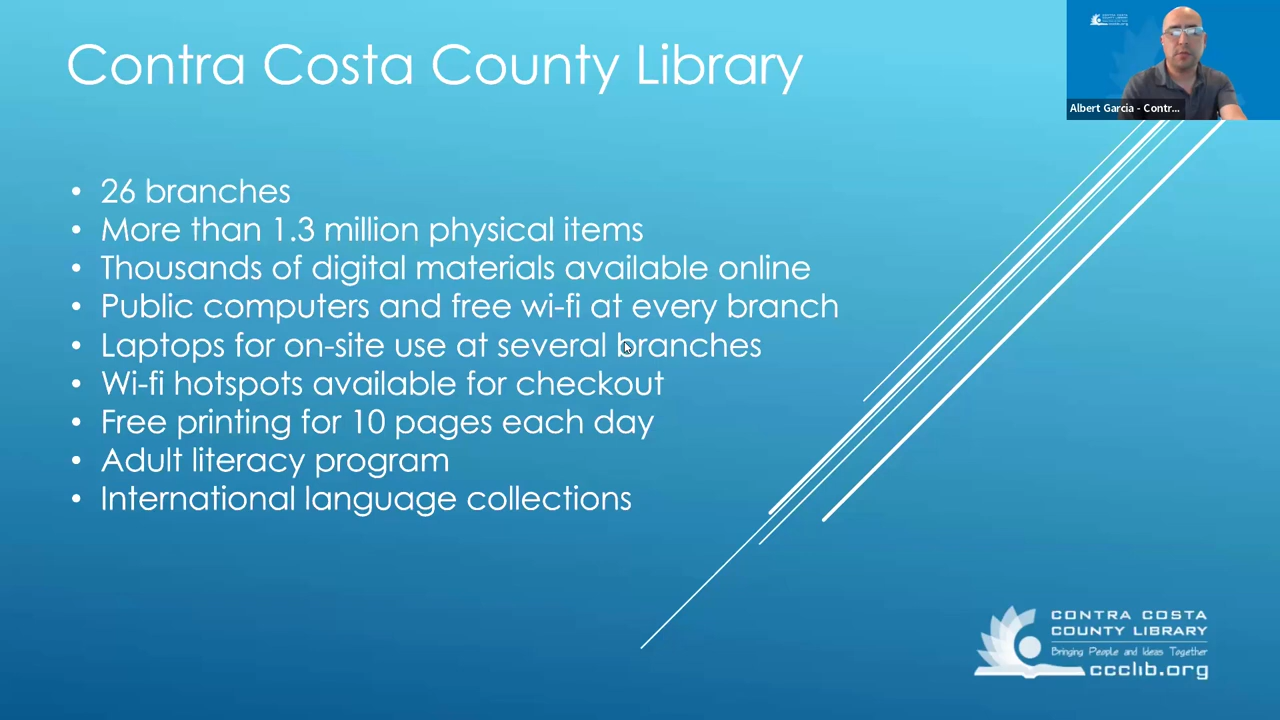 Contra Costa County Library
Albert Garcia - Contr...
• 26 branches
• More than 1.3 million physical items
• Thousands of digital materials available online
• Public computers and free wi-fi at every branch
• Laptops for on-site use at several branches
• Wi-fi hotspots available for checkout
• Free printing for 10 pages each day
• Adult literacy program
• International language collections
CONTRA COSTA
COUNTY LIBRARY
Bringing People and Ideas Together
ccclib.org